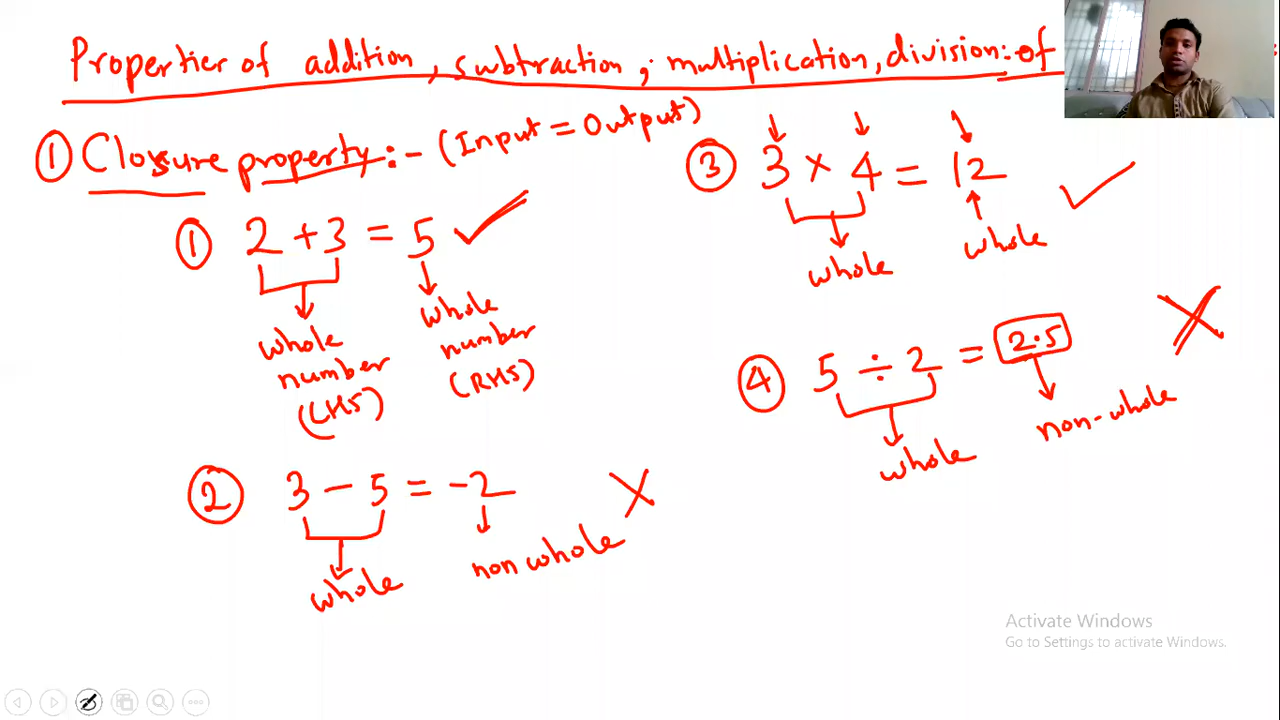 Properties of addition, subtraction, multiplication, division: of
① Closure property :- (Input = Output)
① 2 + 3 = 5 ✓
whole number (LHS)
whole number (RHS)
② 3 - 5 = -2 ✗
whole
non whole
③ 3 × 4 = 12 ✓
whole
whole
④ 5 ÷ 2 = 2.5 ✗
whole
non-whole
Activate Windows
Go to Settings to activate Windows.